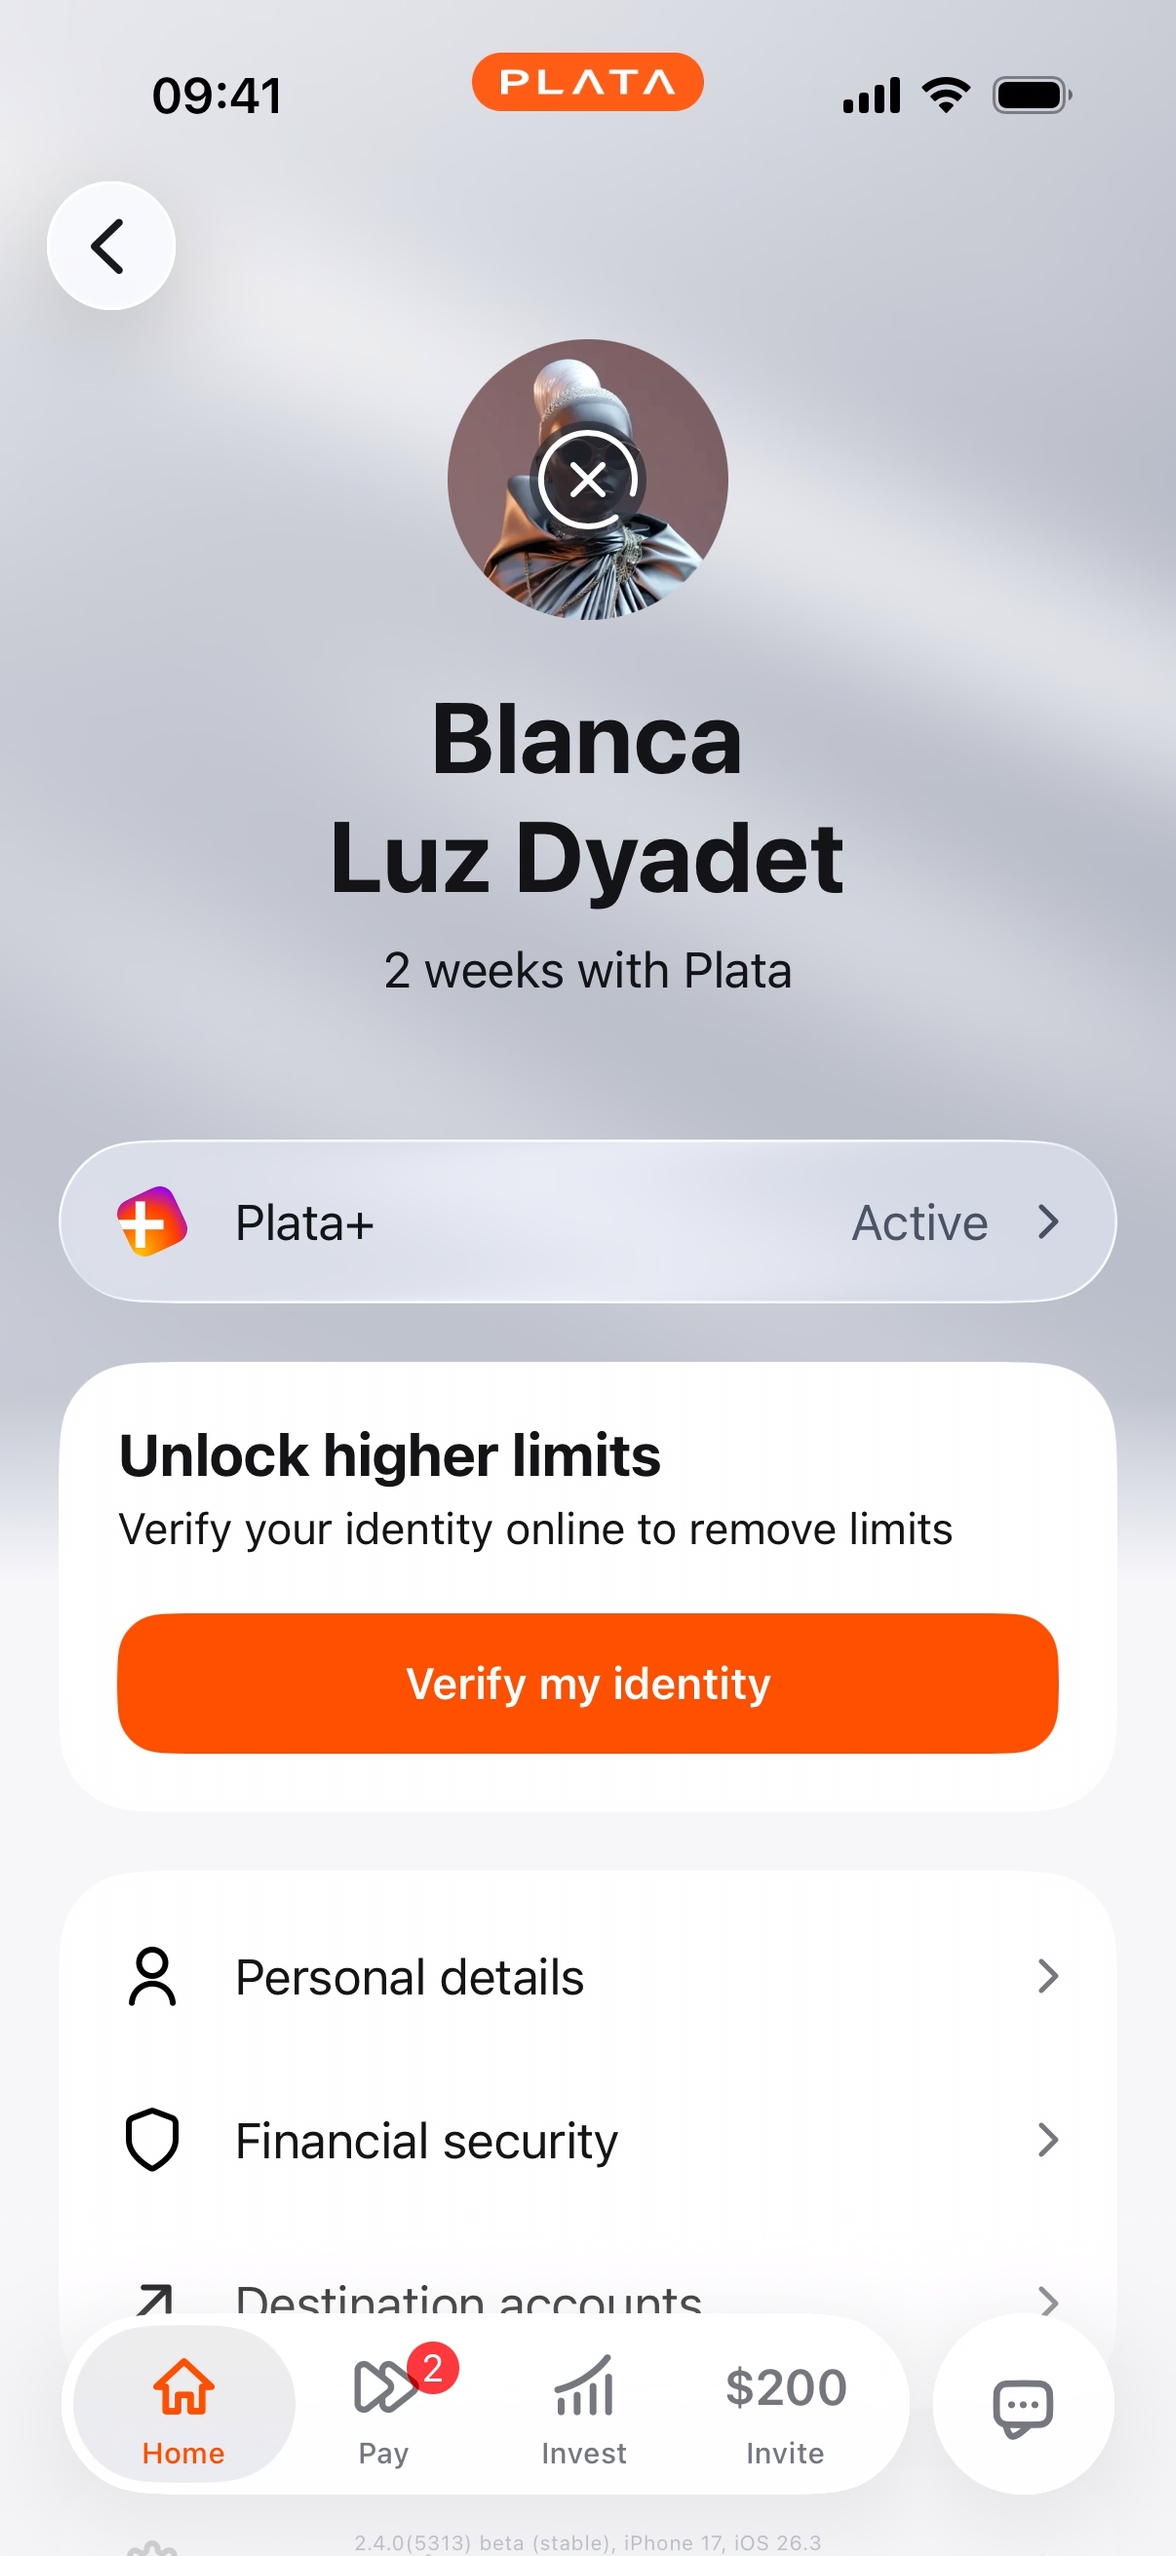 09:41
PLATA
Blanca
Luz Dyadet
2 weeks with Plata
Plata+
Active
Unlock higher limits
Verify your identity online to remove limits
Verify my identity
Personal details
Financial security
Destination accounts
2
$200
Home
Pay
Invest
Invite
2.4.0(5313) beta (stable), iPhone 17, iOS 26.3